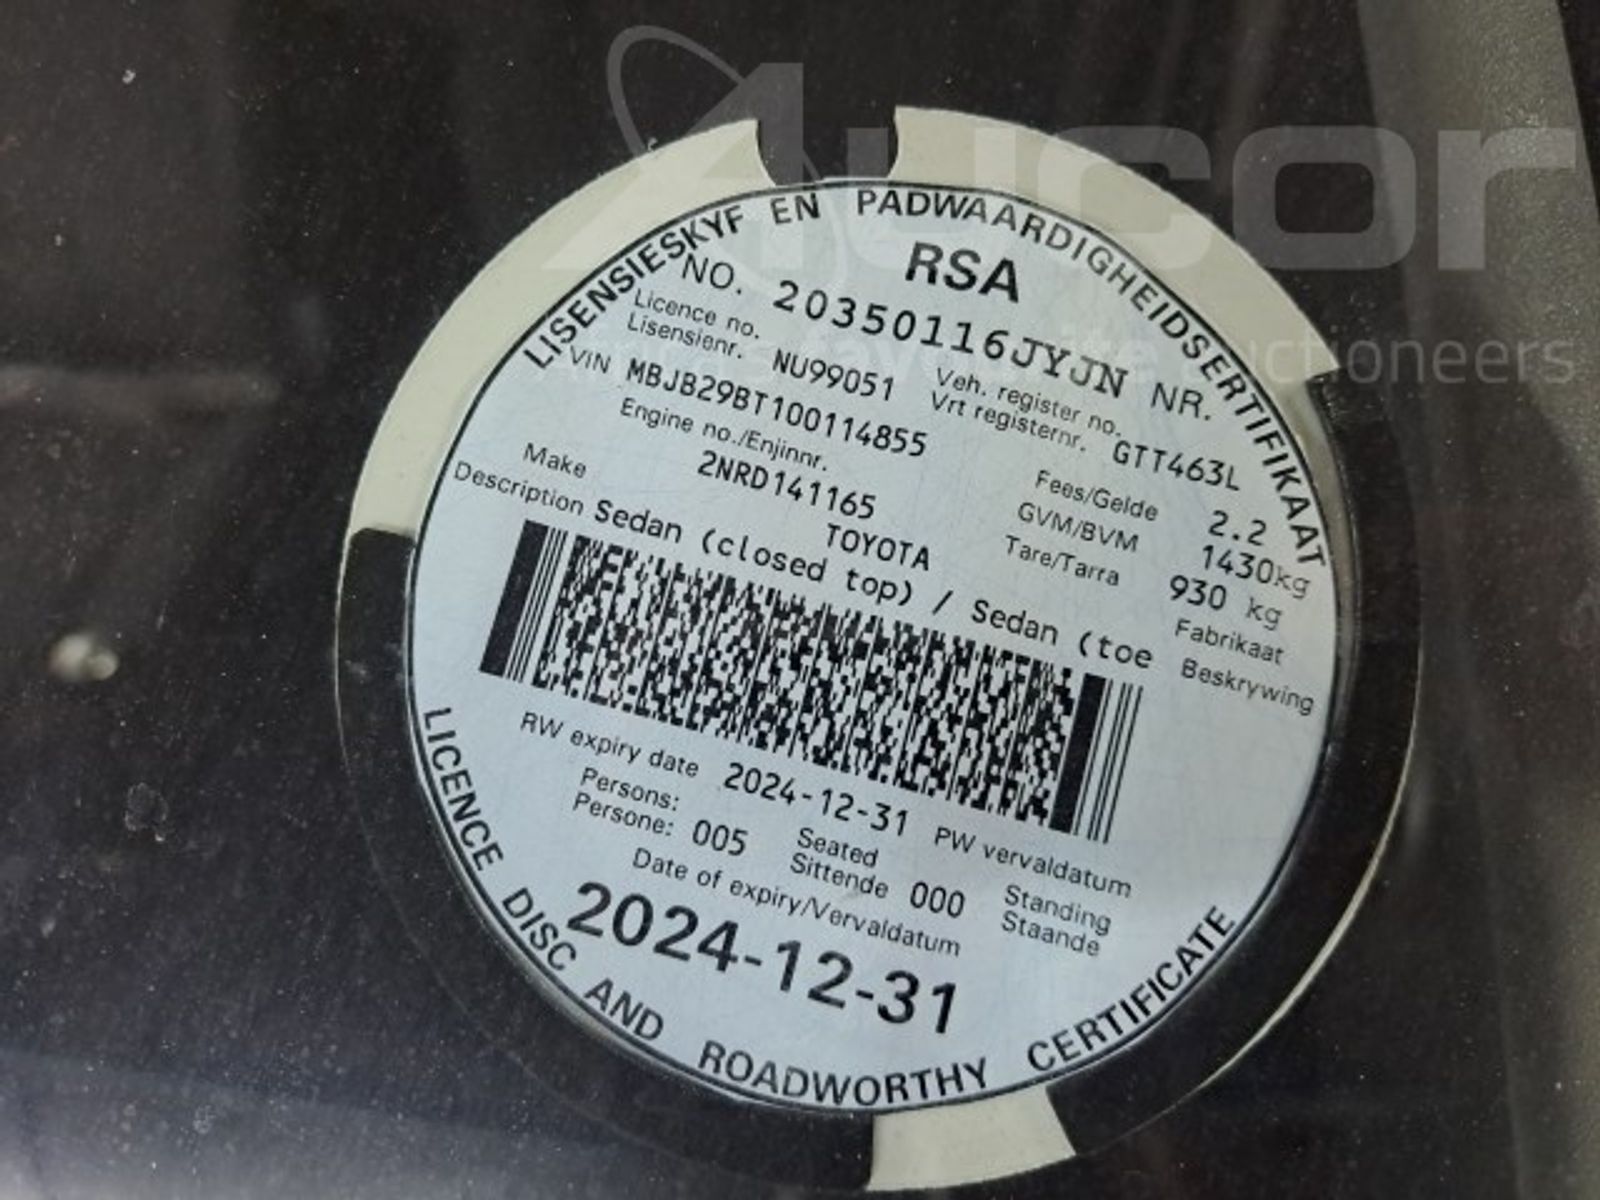 Aucor
LISENSIESKYF EN PADWAARDIGHEIDSERTIFIKAAT
RSA
NO. 20350116JYJN NR.
Licence no.
Lisensienr. NU99051
Veh. register no.
Vrt registernr. GTT463L
VIN MBJB29BT100114855
Engine no./Enjinnr.
2NRD141165
Fees/Gelde 2.2
GVM/BVM 1430kg
Tare/Tarra 930 kg
Make TOYOTA Fabrikaat
Description Sedan (closed top) / Sedan (toe Beskrywing
RW expiry date 2024-12-31 PW vervaldatum
Persons:
Persone: 005
Seated
Sittende 000
Standing
Staande
Date of expiry/Vervaldatum
2024-12-31
LICENCE DISC AND ROADWORTHY CERTIFICATE